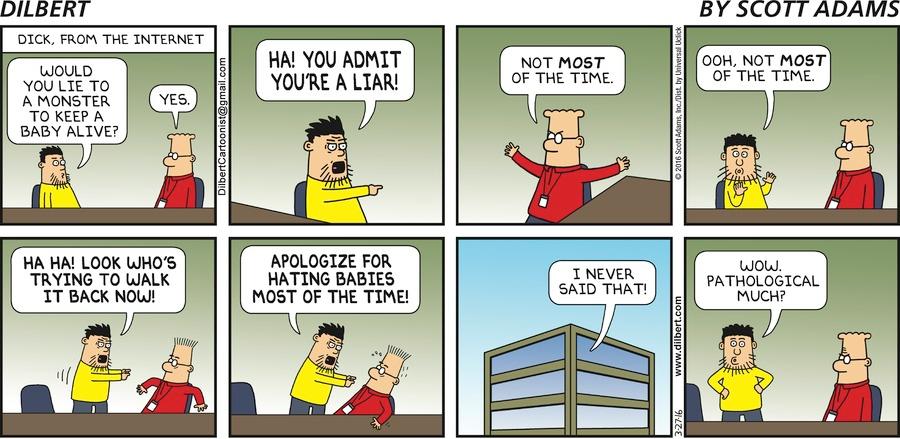 DILBERT
BY SCOTT ADAMS
DICK, FROM THE INTERNET
WOULD
YOU LIE TO
A MONSTER
TO KEEP A
BABY ALIVE?
YES.
DilbertCartoonist@gmail.com
HA! YOU ADMIT
YOU'RE A LIAR!
NOT MOST
OF THE TIME.
© 2016 Scott Adams, Inc./Dist. by Universal Uclick
OOH, NOT MOST
OF THE TIME.
HA HA! LOOK WHO'S
TRYING TO WALK
IT BACK NOW!
APOLOGIZE FOR
HATING BABIES
MOST OF THE TIME!
I NEVER
SAID THAT!
3-27-16 www.dilbert.com
WOW.
PATHOLOGICAL
MUCH?